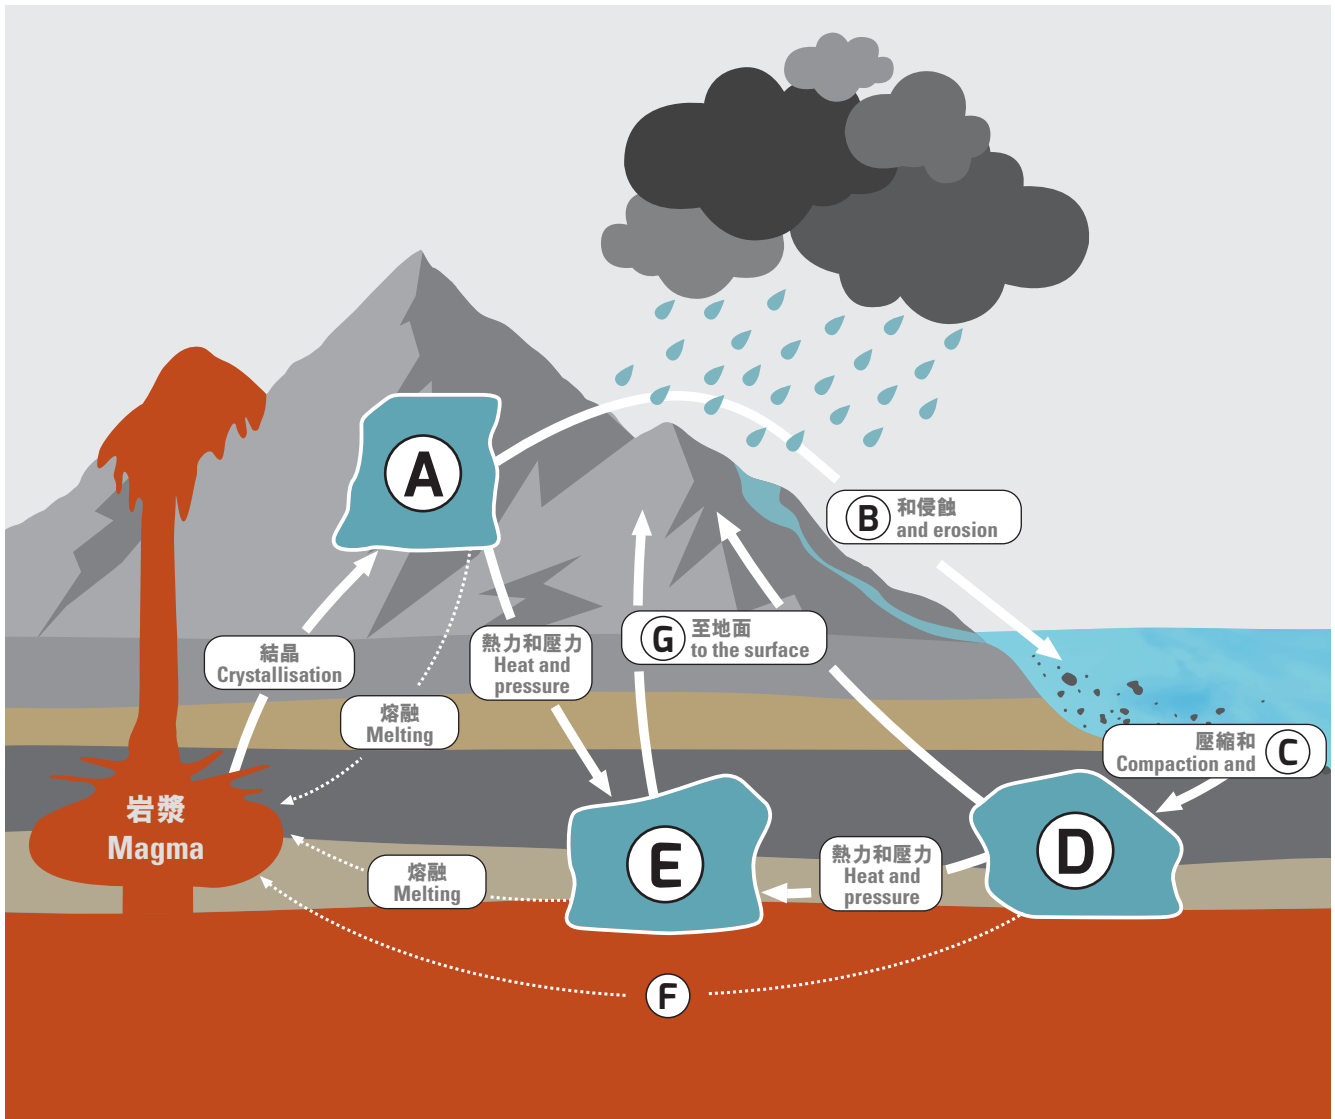 A
B
和侵蝕
and erosion
G
至地面
to the surface
熱力和壓力
Heat and
pressure
結晶
Crystallisation
熔融
Melting
壓縮和
Compaction and
C
岩漿
Magma
E
D
熱力和壓力
Heat and
pressure
熔融
Melting
F